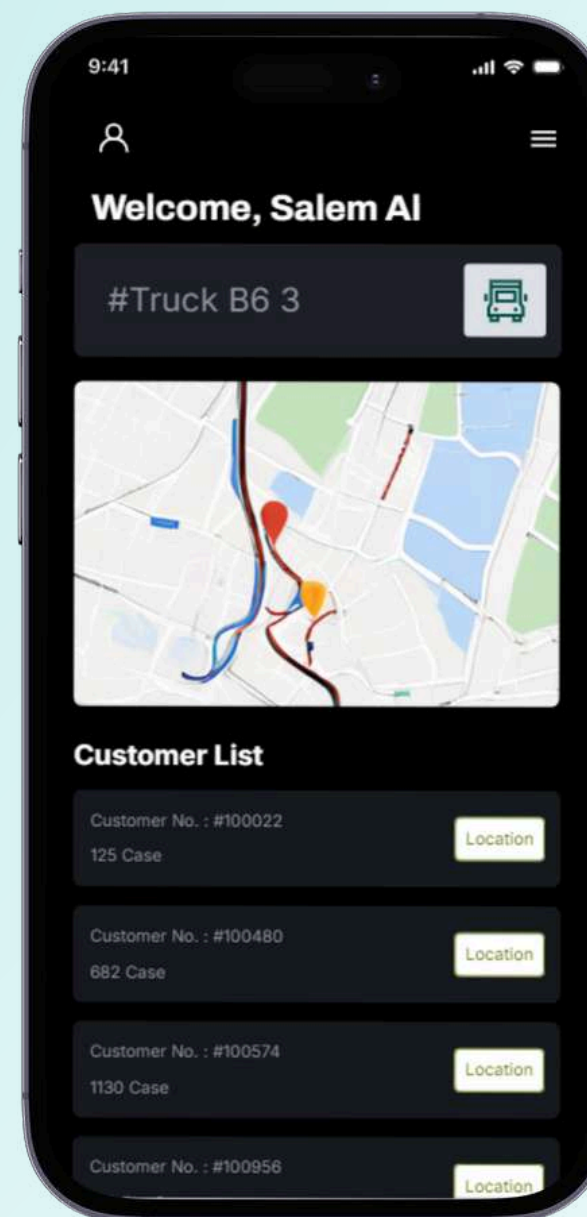 9:41
Welcome, Salem Al
#Truck B6 3
Customer List
Customer No. : #100022
125 Case
Location
Customer No. : #100480
682 Case
Location
Customer No. : #100574
1130 Case
Location
Customer No. : #100956
Location